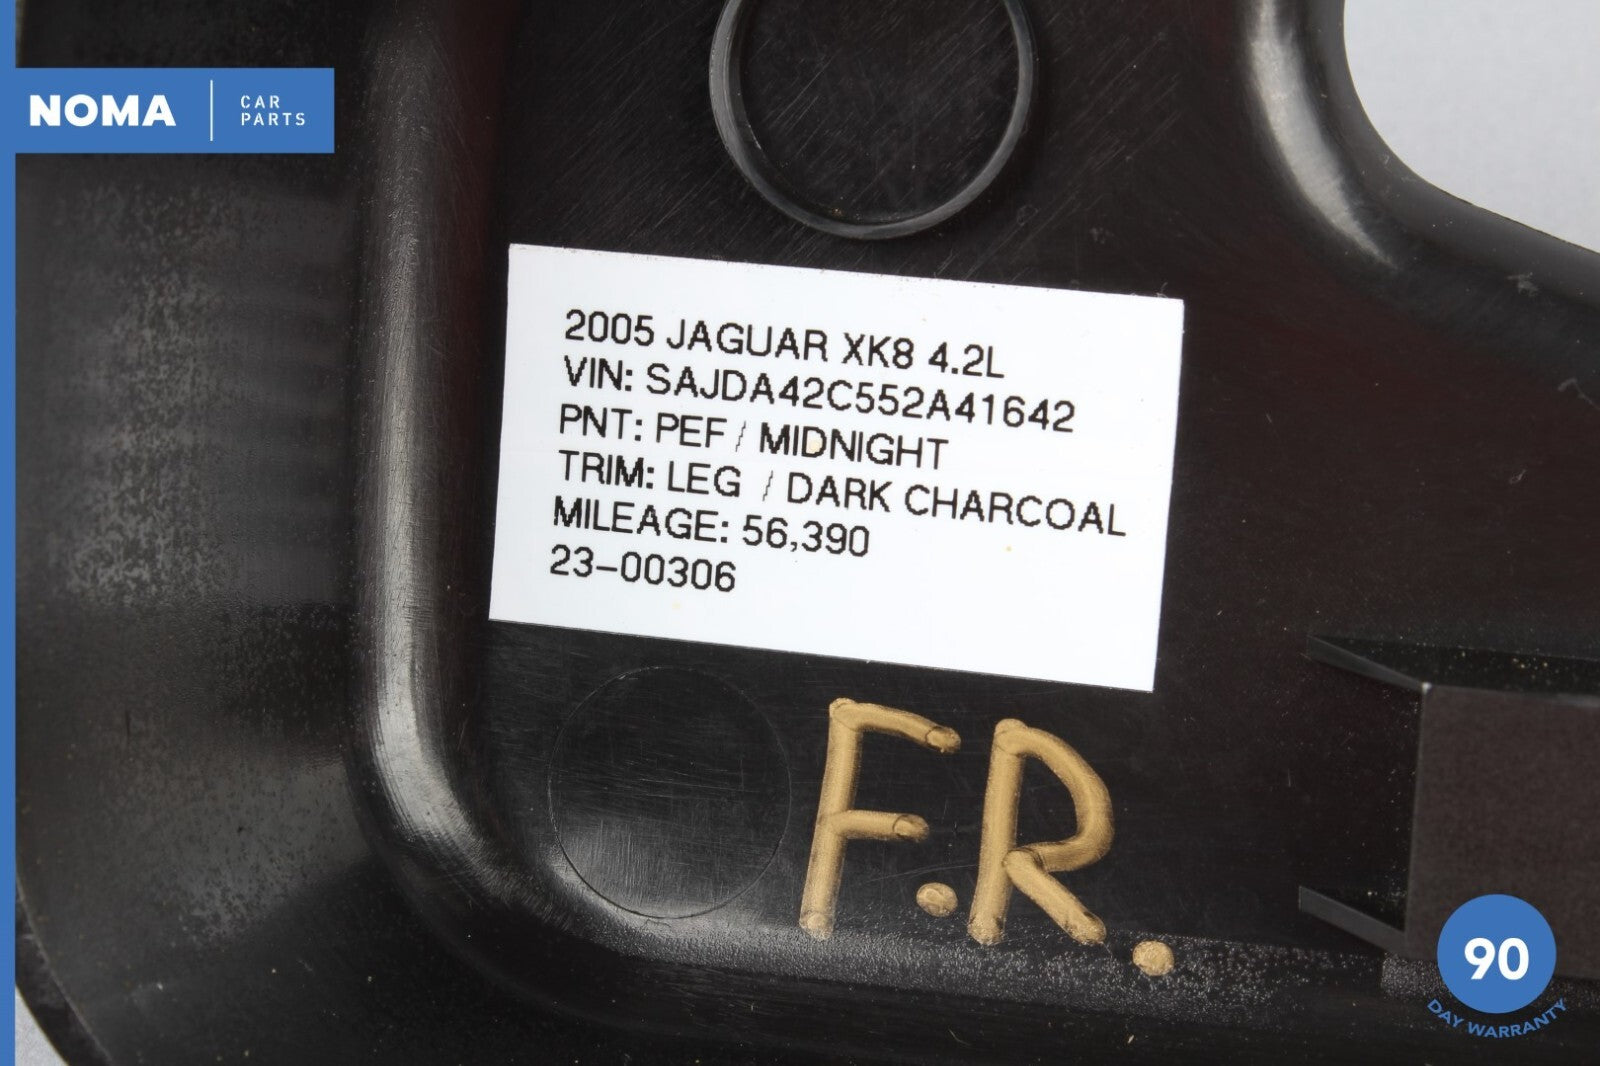 NOMA CAR PARTS
2005 JAGUAR XK8 4.2L
VIN: SAJDA42C552A41642
PNT: PEF / MIDNIGHT
TRIM: LEG / DARK CHARCOAL
MILEAGE: 56,390
23-00306
F.R.
90
DAY WARRANTY